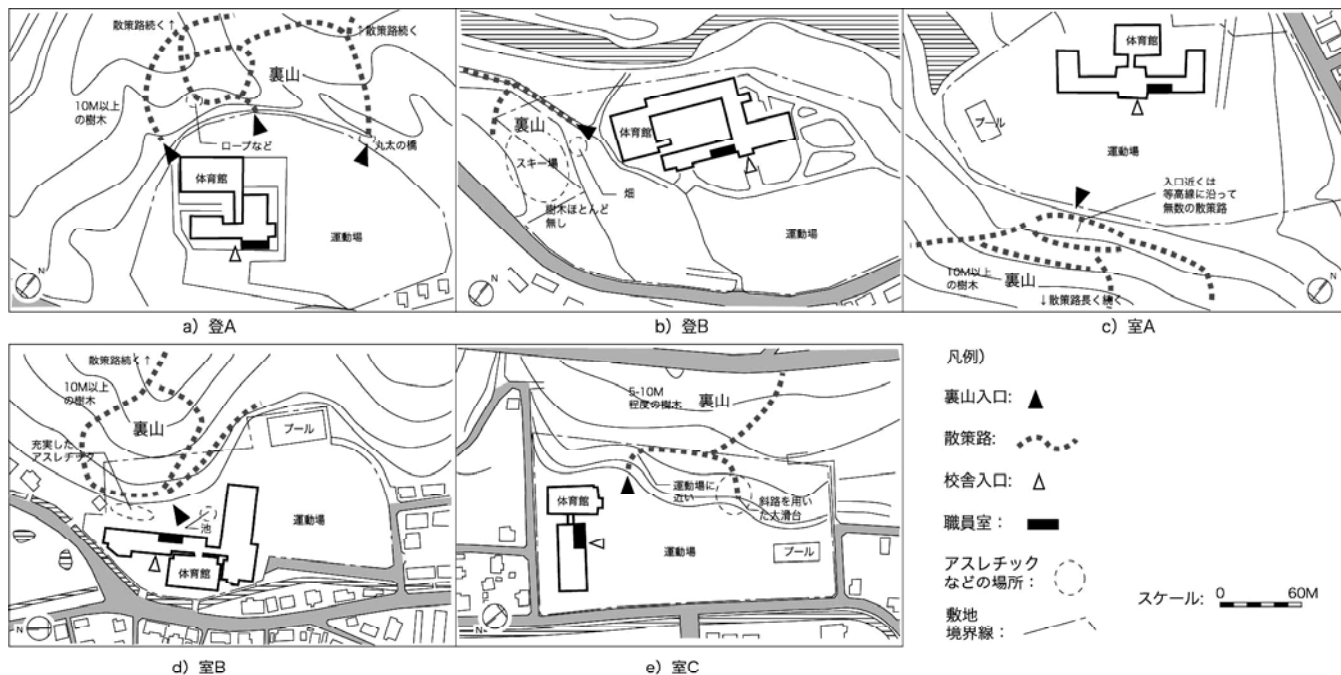 散策路続く↑
↑散策路続く
裏山
10M以上
の樹木
ロープなど
丸太の橋
体育館
運動場
N
a) 登A
裏山
体育館
スキー場
畑
樹木ほとんど
無し
運動場
N
b) 登B
体育館
プール
運動場
入口近くは
等高線に沿って
無数の散策路
10M以上
の樹木
裏山
↓散策路長く続く
N
c) 室A
散策路続く↑
10M以上
の樹木
裏山
プール
充実した
アスレチック
池
運動場
体育館
N
d) 室B
5-10M
程度の樹木
裏山
運動場に
近い
斜路を用い
た大滑台
体育館
運動場
プール
N
e) 室C
凡例)
裏山入口:
散策路:
校舎入口:
職員室:
アスレチック
などの場所:
敷地
境界線:
スケール: 0 60M